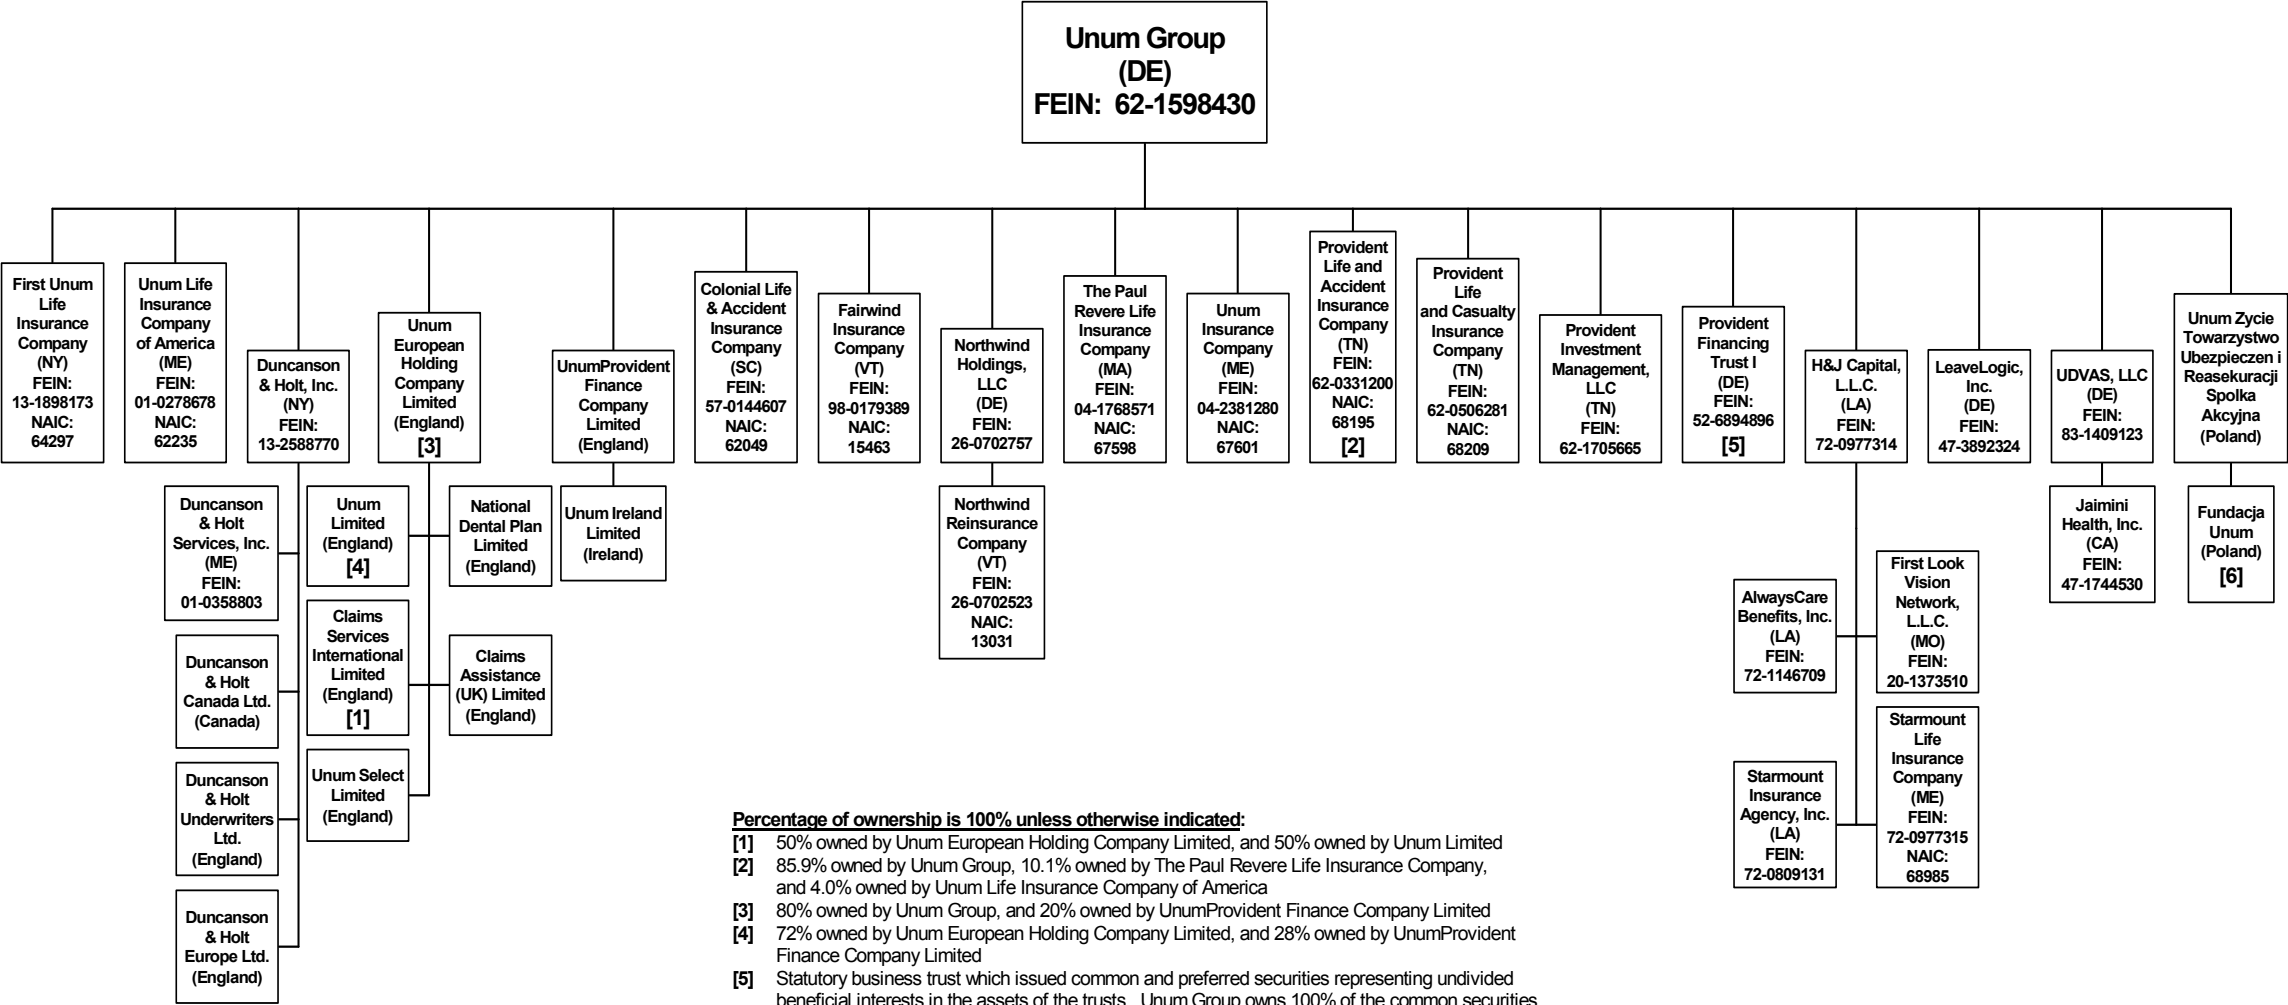 Unum Group
(DE)
FEIN: 62-1598430
First Unum
Life
Insurance
Company
(NY)
FEIN:
13-1898173
NAIC:
64297
Unum Life
Insurance
Company
of America
(ME)
FEIN:
01-0278678
NAIC:
62235
Duncanson
& Holt, Inc.
(NY)
FEIN:
13-2588770
Unum
European
Holding
Company
Limited
(England)
[3]
UnumProvident
Finance
Company
Limited
(England)
Colonial Life
& Accident
Insurance
Company
(SC)
FEIN:
57-0144607
NAIC:
62049
Fairwind
Insurance
Company
(VT)
FEIN:
98-0179389
NAIC:
15463
Northwind
Holdings,
LLC
(DE)
FEIN:
26-0702757
The Paul
Revere Life
Insurance
Company
(MA)
FEIN:
04-1768571
NAIC:
67598
Unum
Insurance
Company
(ME)
FEIN:
04-2381280
NAIC:
67601
Provident
Life and
Accident
Insurance
Company
(TN)
FEIN:
62-0331200
NAIC:
68195
[2]
Provident
Life
and Casualty
Insurance
Company
(TN)
FEIN:
62-0506281
NAIC:
68209
Provident
Investment
Management,
LLC
(TN)
FEIN:
62-1705665
Provident
Financing
Trust I
(DE)
FEIN:
52-6894896
[5]
H&J Capital,
L.L.C.
(LA)
FEIN:
72-0977314
LeaveLogic,
Inc.
(DE)
FEIN:
47-3892324
UDVAS, LLC
(DE)
FEIN:
83-1409123
Unum Zycie
Towarzystwo
Ubezpieczen i
Reasekuracji
Spolka
Akcyjna
(Poland)
Duncanson
& Holt
Services, Inc.
(ME)
FEIN:
01-0358803
Duncanson
& Holt
Canada Ltd.
(Canada)
Duncanson
& Holt
Underwriters
Ltd.
(England)
Duncanson
& Holt
Europe Ltd.
(England)
Unum
Limited
(England)
[4]
National
Dental Plan
Limited
(England)
Claims
Services
International
Limited
(England)
[1]
Claims
Assistance
(UK) Limited
(England)
Unum Select
Limited
(England)
Unum Ireland
Limited
(Ireland)
Northwind
Reinsurance
Company
(VT)
FEIN:
26-0702523
NAIC:
13031
AlwaysCare
Benefits, Inc.
(LA)
FEIN:
72-1146709
First Look
Vision
Network,
L.L.C.
(MO)
FEIN:
20-1373510
Starmount
Insurance
Agency, Inc.
(LA)
FEIN:
72-0809131
Starmount
Life
Insurance
Company
(ME)
FEIN:
72-0977315
NAIC:
68985
Jaimini
Health, Inc.
(CA)
FEIN:
47-1744530
Fundacja
Unum
(Poland)
[6]
Percentage of ownership is 100% unless otherwise indicated:
[1] 50% owned by Unum European Holding Company Limited, and 50% owned by Unum Limited
[2] 85.9% owned by Unum Group, 10.1% owned by The Paul Revere Life Insurance Company,
and 4.0% owned by Unum Life Insurance Company of America
[3] 80% owned by Unum Group, and 20% owned by UnumProvident Finance Company Limited
[4] 72% owned by Unum European Holding Company Limited, and 28% owned by UnumProvident
Finance Company Limited
[5] Statutory business trust which issued common and preferred securities representing undivided
beneficial interests in the assets of the trusts. Unum Group owns 100% of the common securities